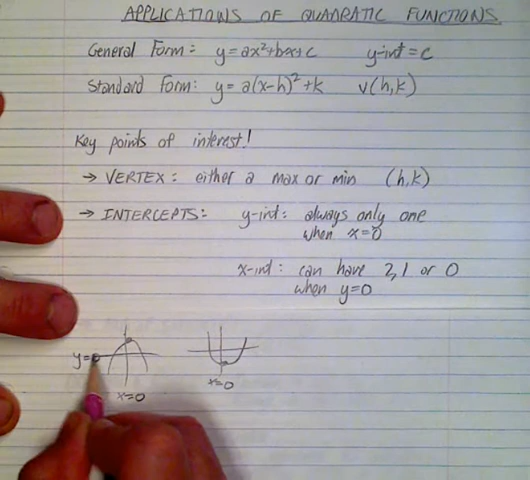 APPLICATIONS OF QUADRATIC FUNCTIONS
General Form: y=ax²+bx+c y-int=c
Standard Form: y=a(x-h)²+k v(h,k)
Key points of interest!
→ VERTEX: either a max or min (h,k)
→ INTERCEPTS: y-int: always only one
when x=0
x-int: can have 2,1 or 0
when y=0
y=0
x=0 x=0